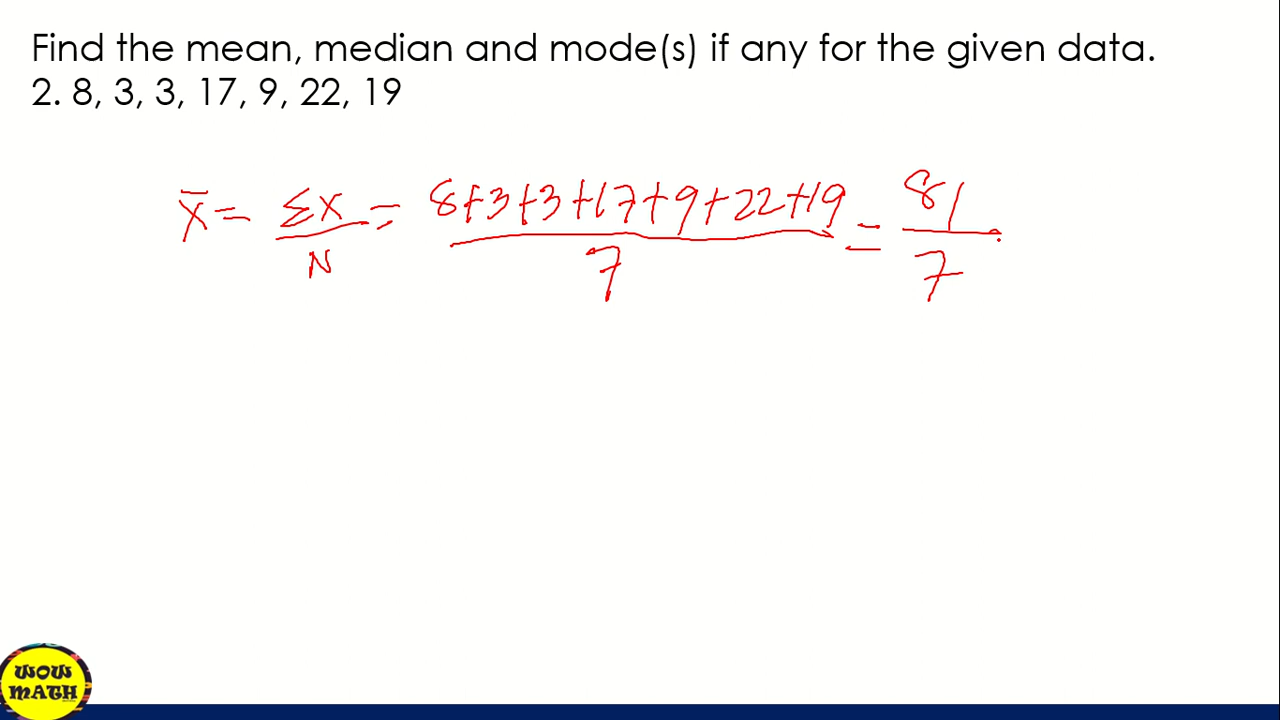 Find the mean, median and mode(s) if any for the given data.
2. 8, 3, 3, 17, 9, 22, 19
x̄ = Σx/N = 8+3+3+17+9+22+19/7 = 81/7
WOW
MATH